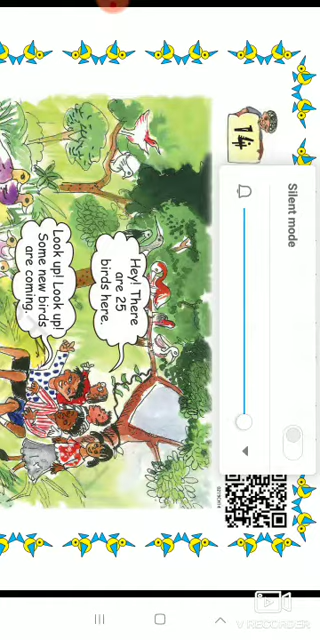 14
Silent mode
Hey! There
are 25
birds here.
Look up! Look up!
Some new birds
are coming.
V RECORDER